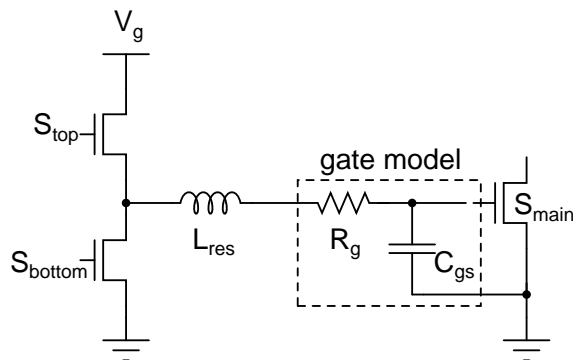 V_g
S_top
gate model
S_main
L_res
R_g
C_gs
S_bottom